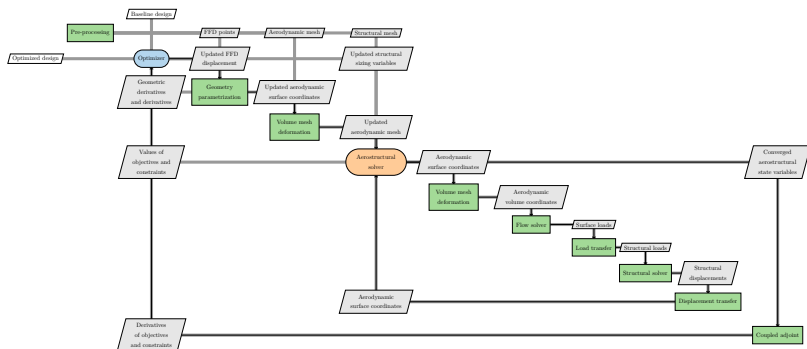 Baseline design
Pre-processing
FFD points
Aerodynamic mesh
Structural mesh
Optimized design
Optimizer
Updated FFD
displacement
Updated structural
sizing variables
Geometric
derivatives
and derivatives
Geometry
parametrization
Updated aerodynamic
surface coordinates
Volume mesh
deformation
Updated
aerodynamic mesh
Values of
objectives and
constraints
Aerostructural
solver
Aerodynamic
surface coordinates
Converged
aerostructural
state variables
Volume mesh
deformation
Aerodynamic
volume coordinates
Flow solver
Surface loads
Load transfer
Structural loads
Structural solver
Structural
displacements
Aerodynamic
surface coordinates
Displacement transfer
Derivatives
of objectives
and constraints
Coupled adjoint